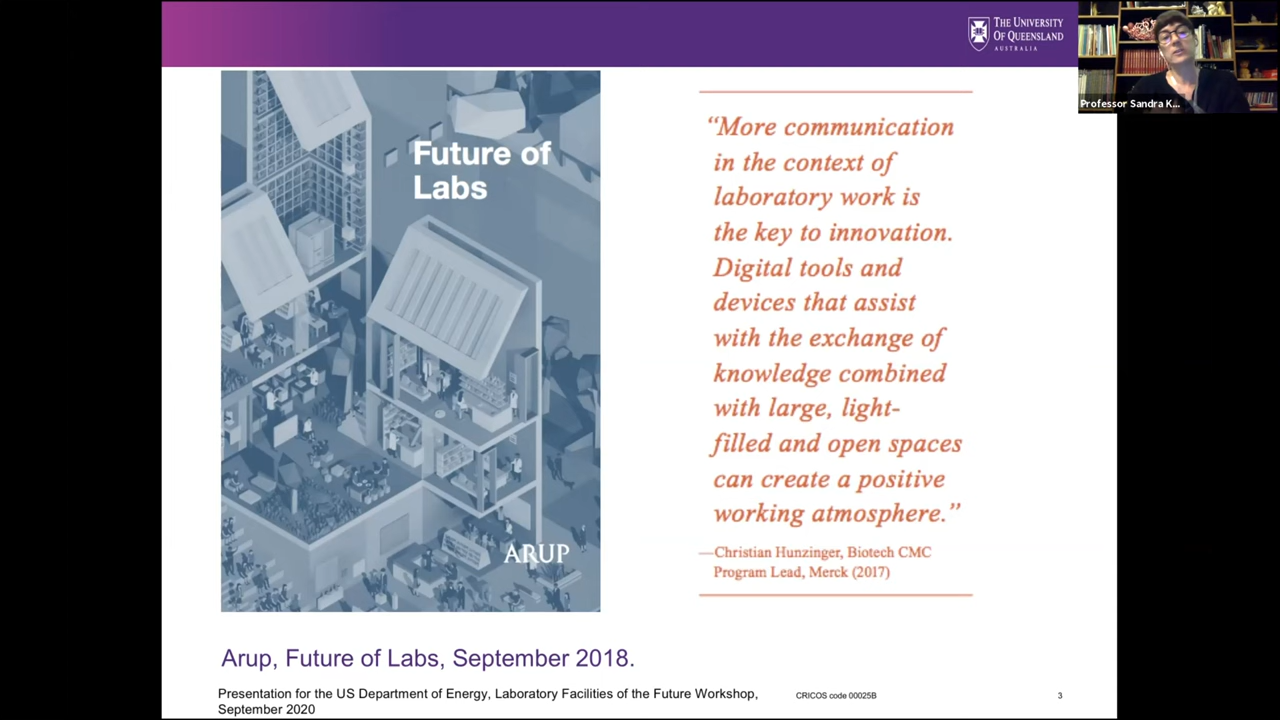 THE UNIVERSITY
OF QUEENSLAND
AUSTRALIA
Professor Sandra K...
Future of
Labs
ARUP
“More communication
in the context of
laboratory work is
the key to innovation.
Digital tools and
devices that assist
with the exchange of
knowledge combined
with large, light-
filled and open spaces
can create a positive
working atmosphere.”
—Christian Hunzinger, Biotech CMC
Program Lead, Merck (2017)
Arup, Future of Labs, September 2018.
Presentation for the US Department of Energy, Laboratory Facilities of the Future Workshop,
September 2020
CRICOS code 00025B
3